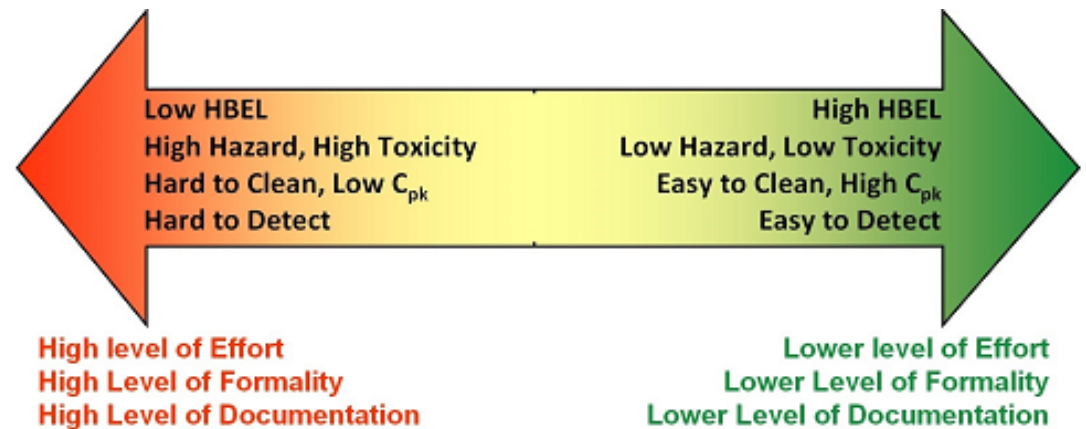 Low HBEL
High Hazard, High Toxicity
Hard to Clean, Low Cpk
Hard to Detect
High HBEL
Low Hazard, Low Toxicity
Easy to Clean, High Cpk
Easy to Detect
High level of Effort
High Level of Formality
High Level of Documentation
Lower level of Effort
Lower Level of Formality
Lower Level of Documentation